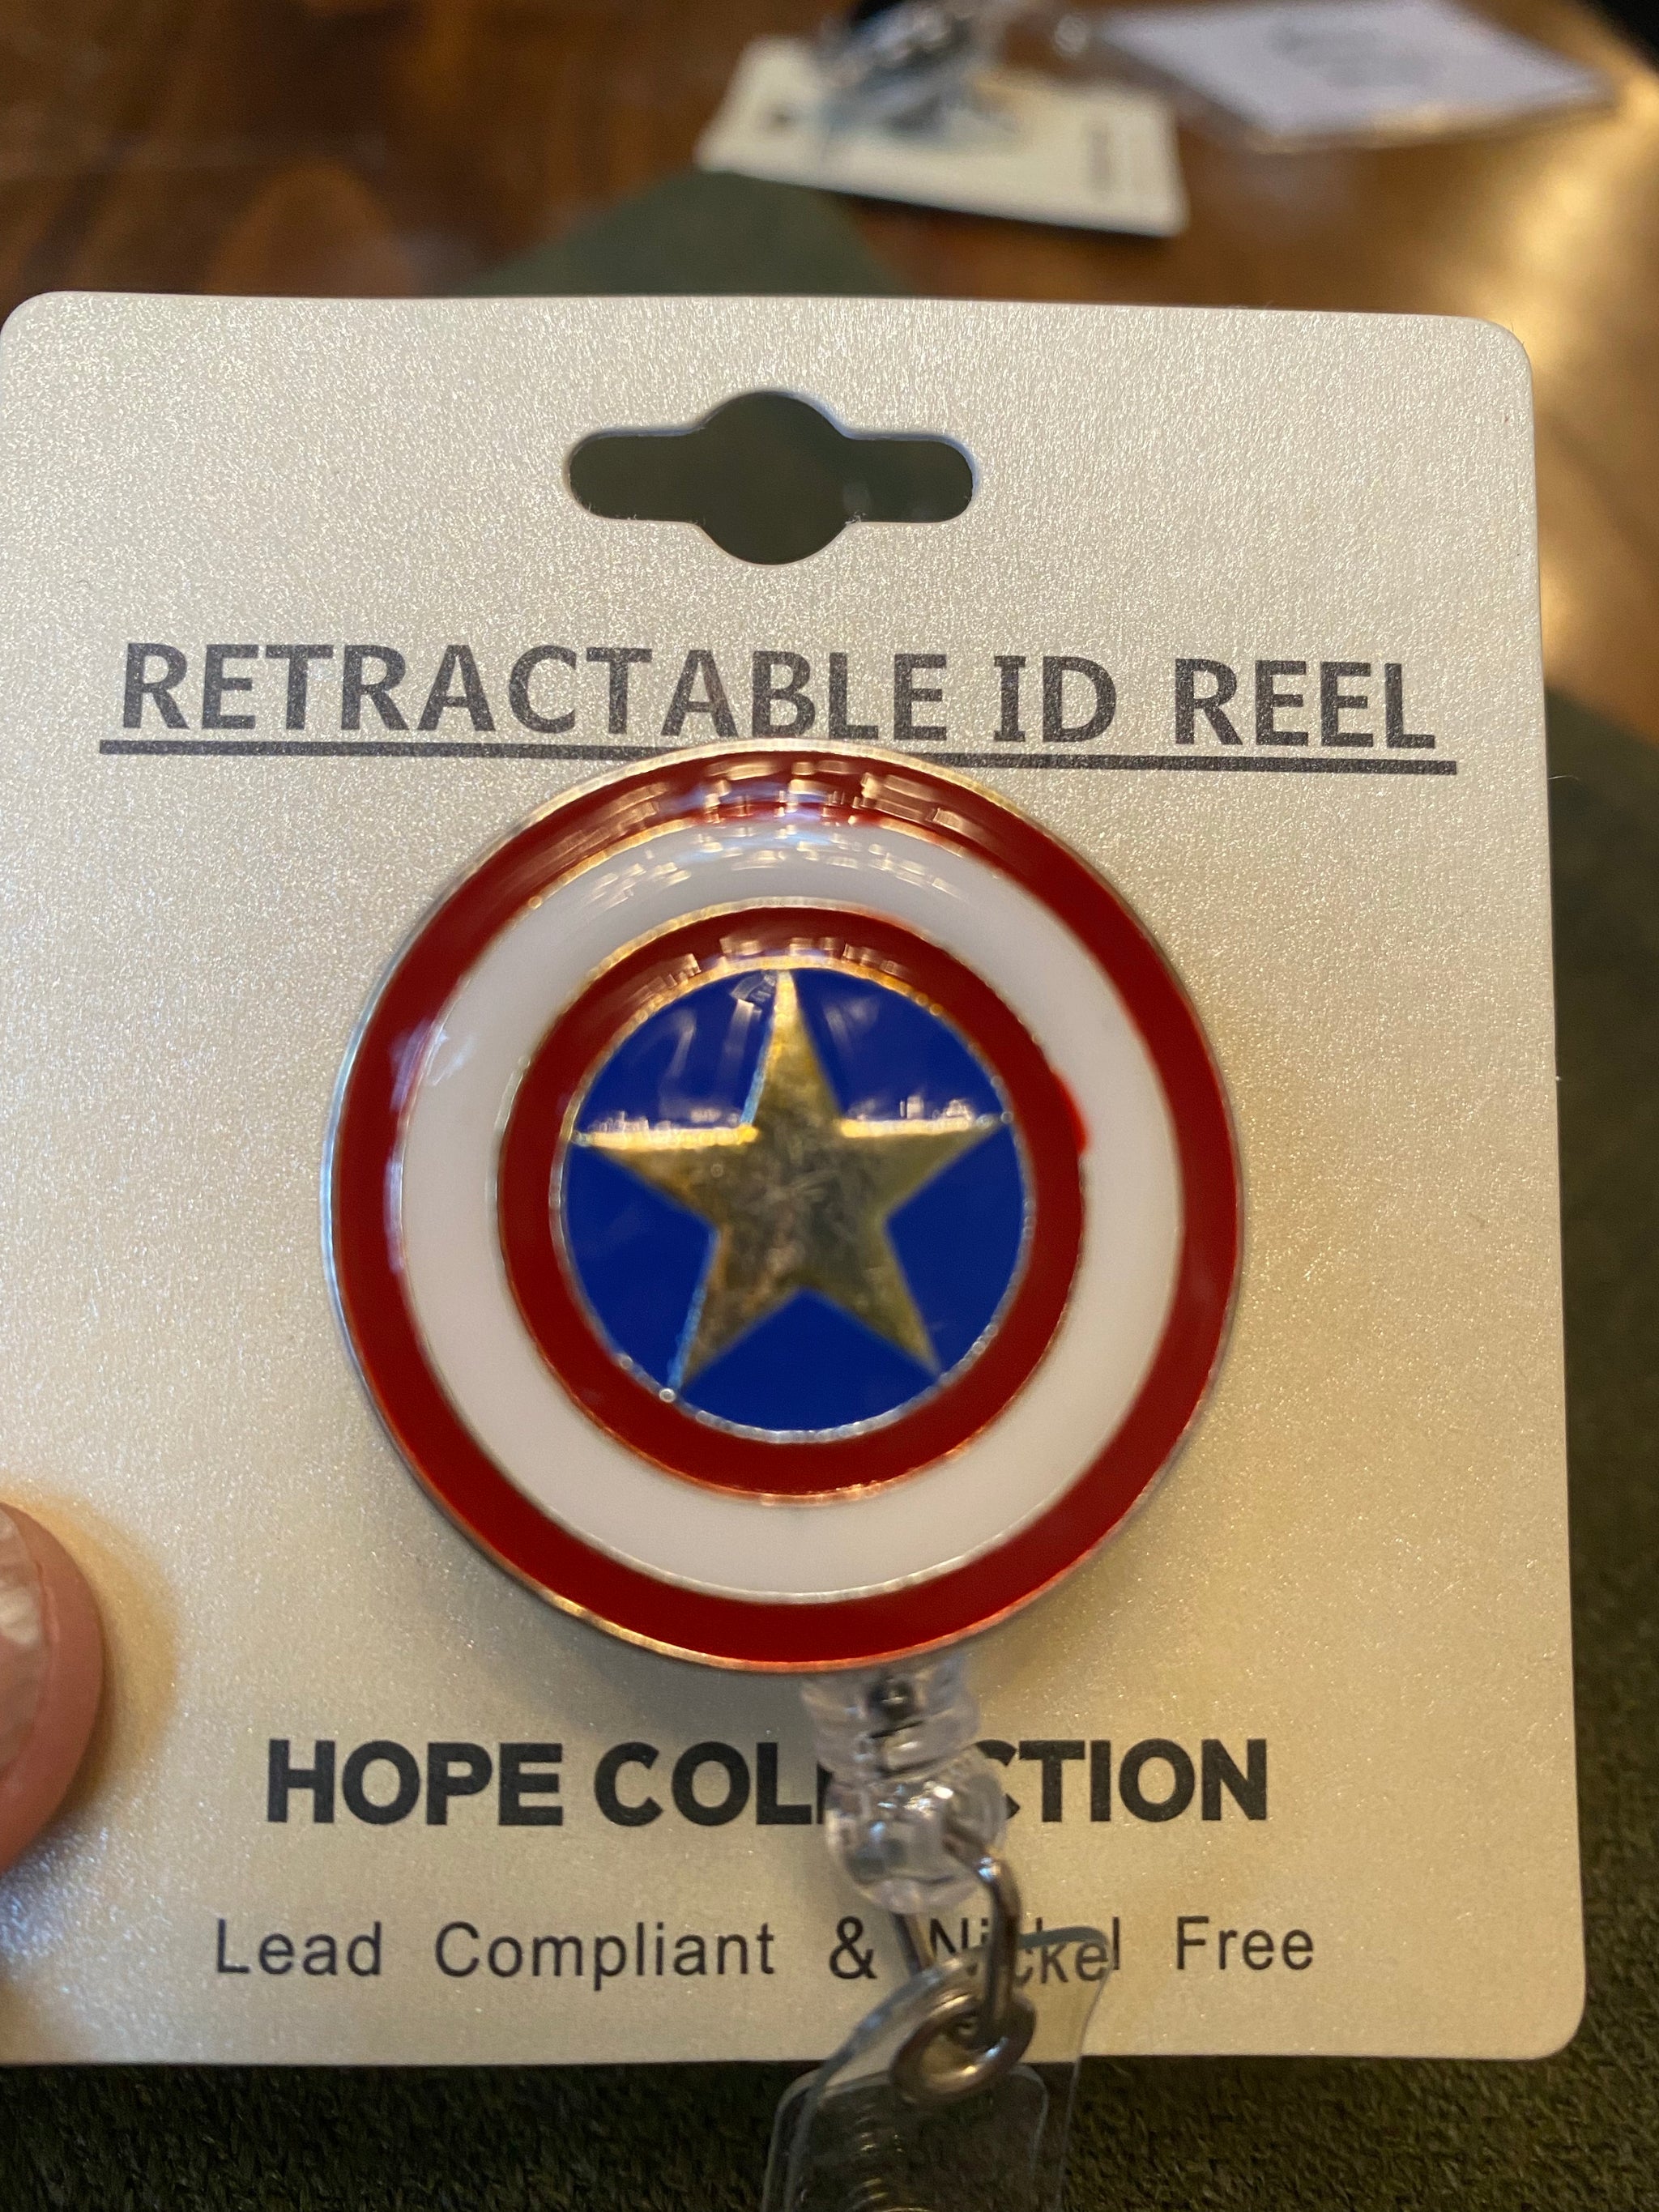 RETRACTABLE ID REEL
HOPE COLLECTION
Lead Compliant & Nickel Free